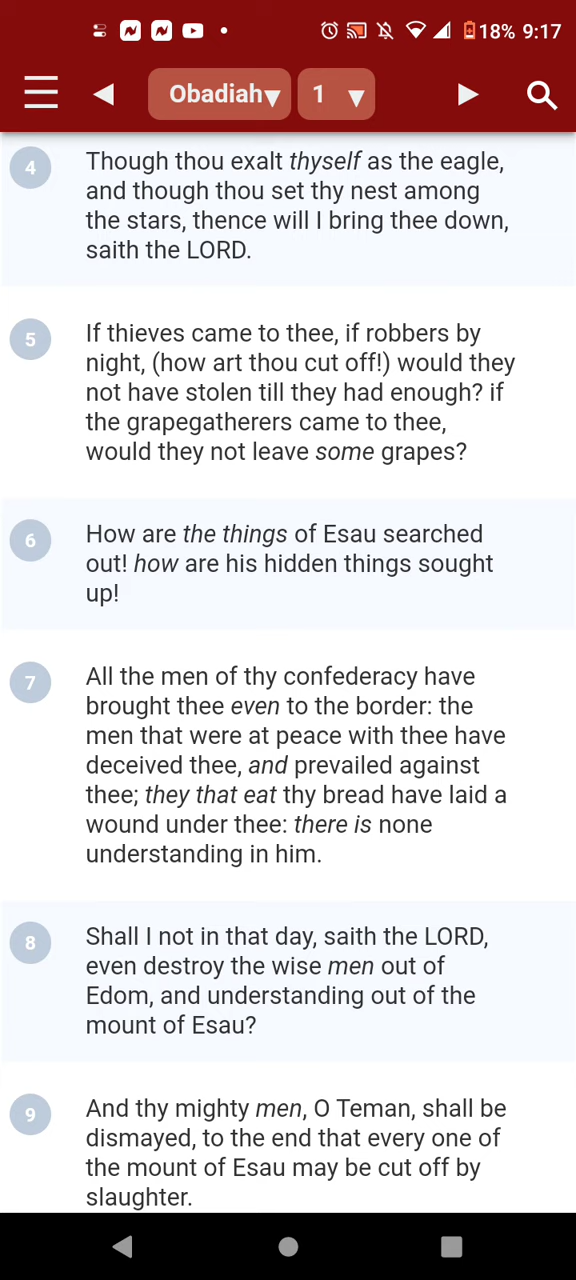 18% 9:17
Obadiah 1
4
Though thou exalt thyself as the eagle,
and though thou set thy nest among
the stars, thence will I bring thee down,
saith the LORD.
5
If thieves came to thee, if robbers by
night, (how art thou cut off!) would they
not have stolen till they had enough? if
the grapegatherers came to thee,
would they not leave some grapes?
6
How are the things of Esau searched
out! how are his hidden things sought
up!
7
All the men of thy confederacy have
brought thee even to the border: the
men that were at peace with thee have
deceived thee, and prevailed against
thee; they that eat thy bread have laid a
wound under thee: there is none
understanding in him.
8
Shall I not in that day, saith the LORD,
even destroy the wise men out of
Edom, and understanding out of the
mount of Esau?
9
And thy mighty men, O Teman, shall be
dismayed, to the end that every one of
the mount of Esau may be cut off by
slaughter.